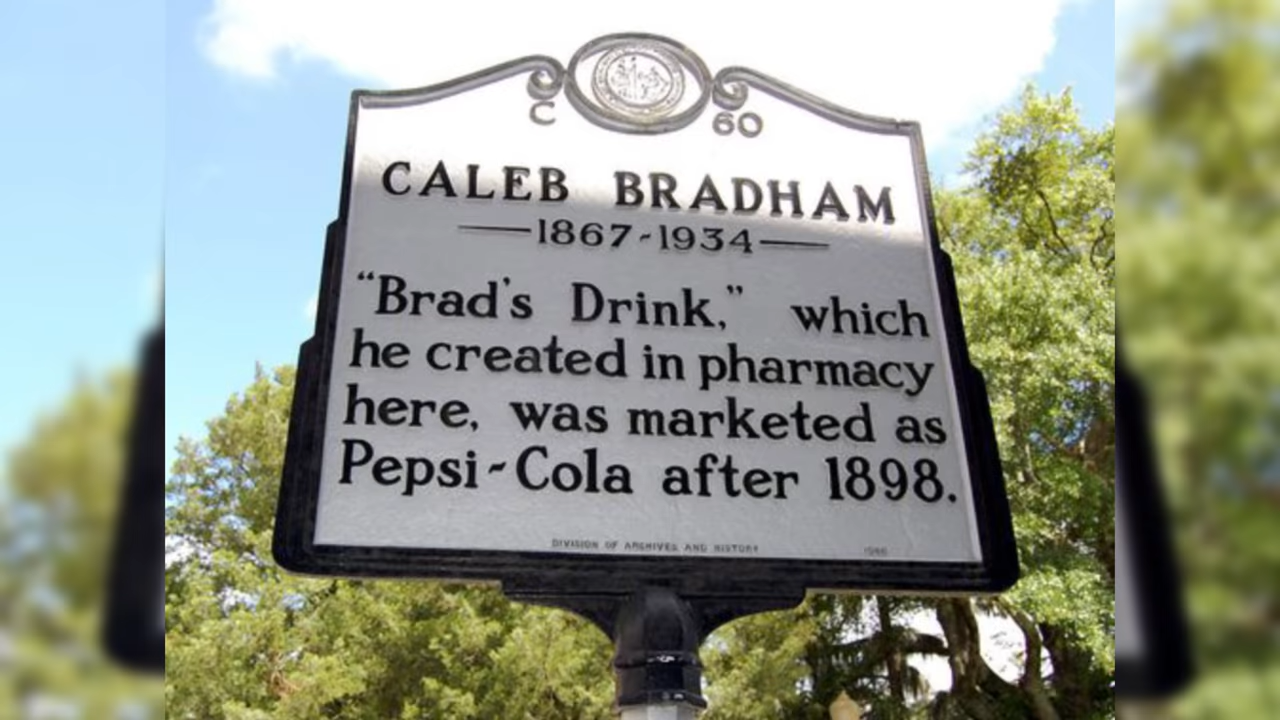 C 60
CALEB BRADHAM
1867-1934
"Brad's Drink," which
he created in pharmacy
here, was marketed as
Pepsi-Cola after 1898.
DIVISION OF ARCHIVES AND HISTORY